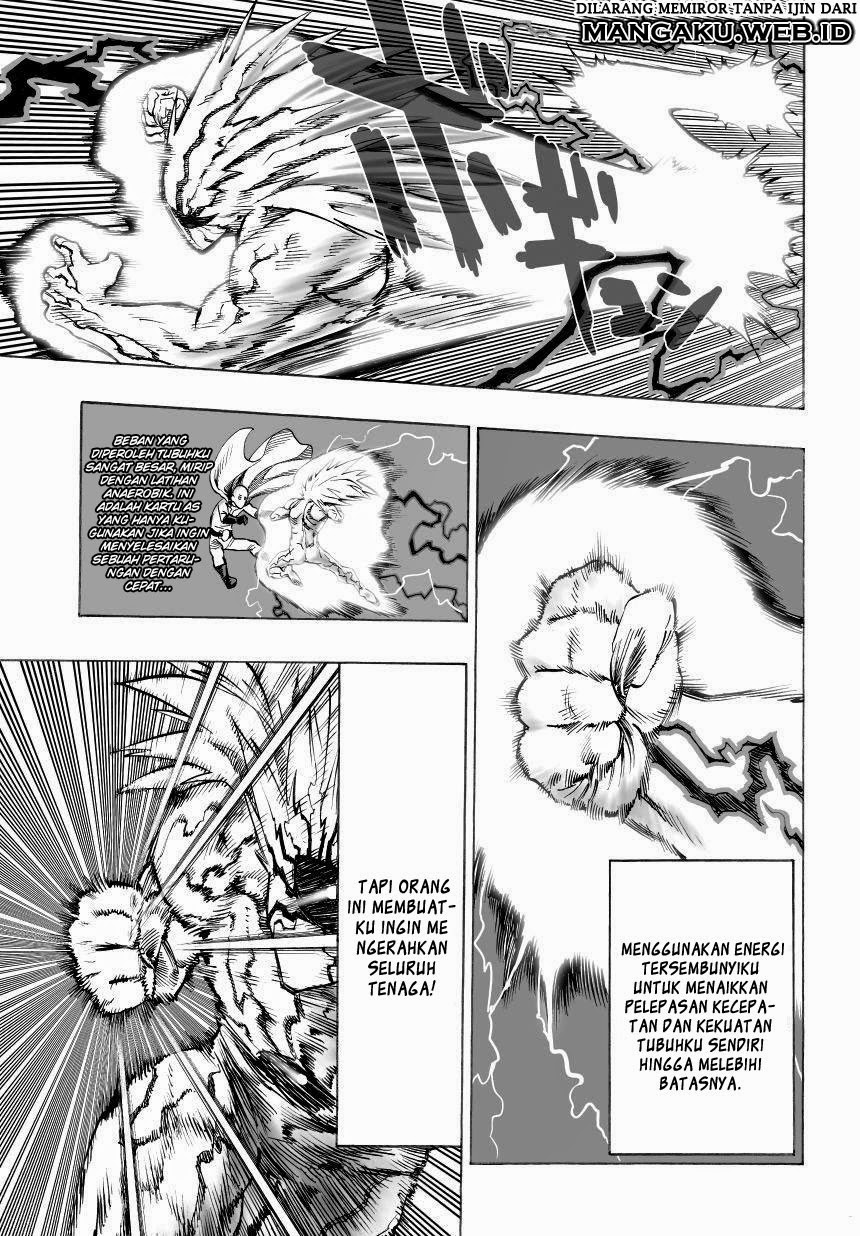 DILARANG MEMIROR TANPA IJIN DARI
MANGAKU.WEB.ID
MENGGUNAKAN ENERGI
TERSEMBUNYIKU
UNTUK MENAIKKAN
PELEPASAN KECEPA-
TAN DAN KEKUATAN
TUBUHKU SENDIRI
HINGGA MELEBIHI
BATASNYA.
BEBAN YANG
DIPEROLEH TUBUHKU
SANGAT BESAR, MIRIP
DENGAN LATIHAN
ANAEROBIK. INI
ADALAH KARTU AS
YANG HANYA KU-
GUNAKAN JIKA INGIN
MENYELESAIKAN
SEBUAH PERTARU-
NGAN DENGAN
CEPAT...
TAPI ORANG
INI MEMBUAT-
KU INGIN ME
NGERAHKAN
SELURUH
TENAGA!